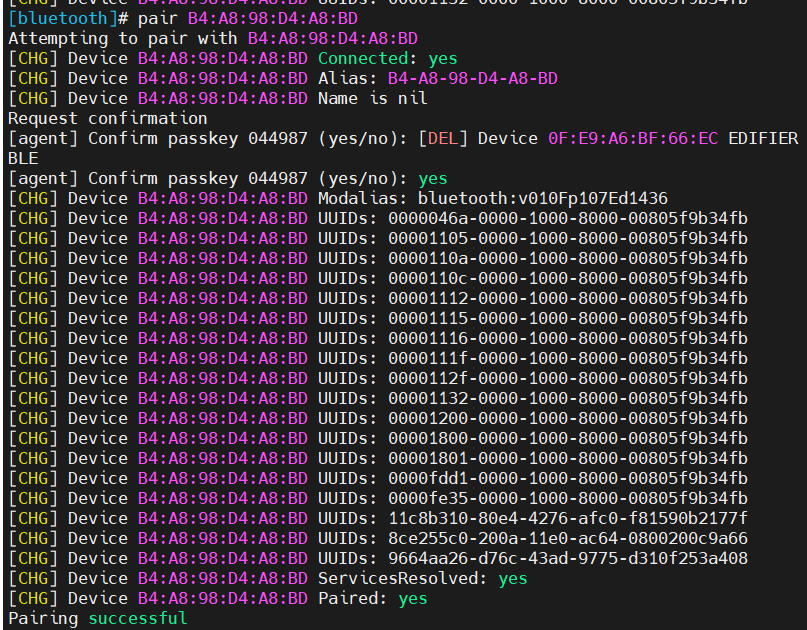 [CHG] Device B4:A8:98:D4:A8:BD UUIDs: 00001132-0000-1000-8000-00805f9b34fb
[bluetooth]# pair B4:A8:98:D4:A8:BD
Attempting to pair with B4:A8:98:D4:A8:BD
[CHG] Device B4:A8:98:D4:A8:BD Connected: yes
[CHG] Device B4:A8:98:D4:A8:BD Alias: B4-A8-98-D4-A8-BD
[CHG] Device B4:A8:98:D4:A8:BD Name is nil
Request confirmation
[agent] Confirm passkey 044987 (yes/no): [DEL] Device 0F:E9:A6:BF:66:EC EDIFIER
BLE
[agent] Confirm passkey 044987 (yes/no): yes
[CHG] Device B4:A8:98:D4:A8:BD Modalias: bluetooth:v010Fp107Ed1436
[CHG] Device B4:A8:98:D4:A8:BD UUIDs: 0000046a-0000-1000-8000-00805f9b34fb
[CHG] Device B4:A8:98:D4:A8:BD UUIDs: 00001105-0000-1000-8000-00805f9b34fb
[CHG] Device B4:A8:98:D4:A8:BD UUIDs: 0000110a-0000-1000-8000-00805f9b34fb
[CHG] Device B4:A8:98:D4:A8:BD UUIDs: 0000110c-0000-1000-8000-00805f9b34fb
[CHG] Device B4:A8:98:D4:A8:BD UUIDs: 00001112-0000-1000-8000-00805f9b34fb
[CHG] Device B4:A8:98:D4:A8:BD UUIDs: 00001115-0000-1000-8000-00805f9b34fb
[CHG] Device B4:A8:98:D4:A8:BD UUIDs: 00001116-0000-1000-8000-00805f9b34fb
[CHG] Device B4:A8:98:D4:A8:BD UUIDs: 0000111f-0000-1000-8000-00805f9b34fb
[CHG] Device B4:A8:98:D4:A8:BD UUIDs: 0000112f-0000-1000-8000-00805f9b34fb
[CHG] Device B4:A8:98:D4:A8:BD UUIDs: 00001132-0000-1000-8000-00805f9b34fb
[CHG] Device B4:A8:98:D4:A8:BD UUIDs: 00001200-0000-1000-8000-00805f9b34fb
[CHG] Device B4:A8:98:D4:A8:BD UUIDs: 00001800-0000-1000-8000-00805f9b34fb
[CHG] Device B4:A8:98:D4:A8:BD UUIDs: 00001801-0000-1000-8000-00805f9b34fb
[CHG] Device B4:A8:98:D4:A8:BD UUIDs: 0000fdd1-0000-1000-8000-00805f9b34fb
[CHG] Device B4:A8:98:D4:A8:BD UUIDs: 0000fe35-0000-1000-8000-00805f9b34fb
[CHG] Device B4:A8:98:D4:A8:BD UUIDs: 11c8b310-80e4-4276-afc0-f81590b2177f
[CHG] Device B4:A8:98:D4:A8:BD UUIDs: 8ce255c0-200a-11e0-ac64-0800200c9a66
[CHG] Device B4:A8:98:D4:A8:BD UUIDs: 9664aa26-d76c-43ad-9775-d310f253a408
[CHG] Device B4:A8:98:D4:A8:BD ServicesResolved: yes
[CHG] Device B4:A8:98:D4:A8:BD Paired: yes
Pairing successful